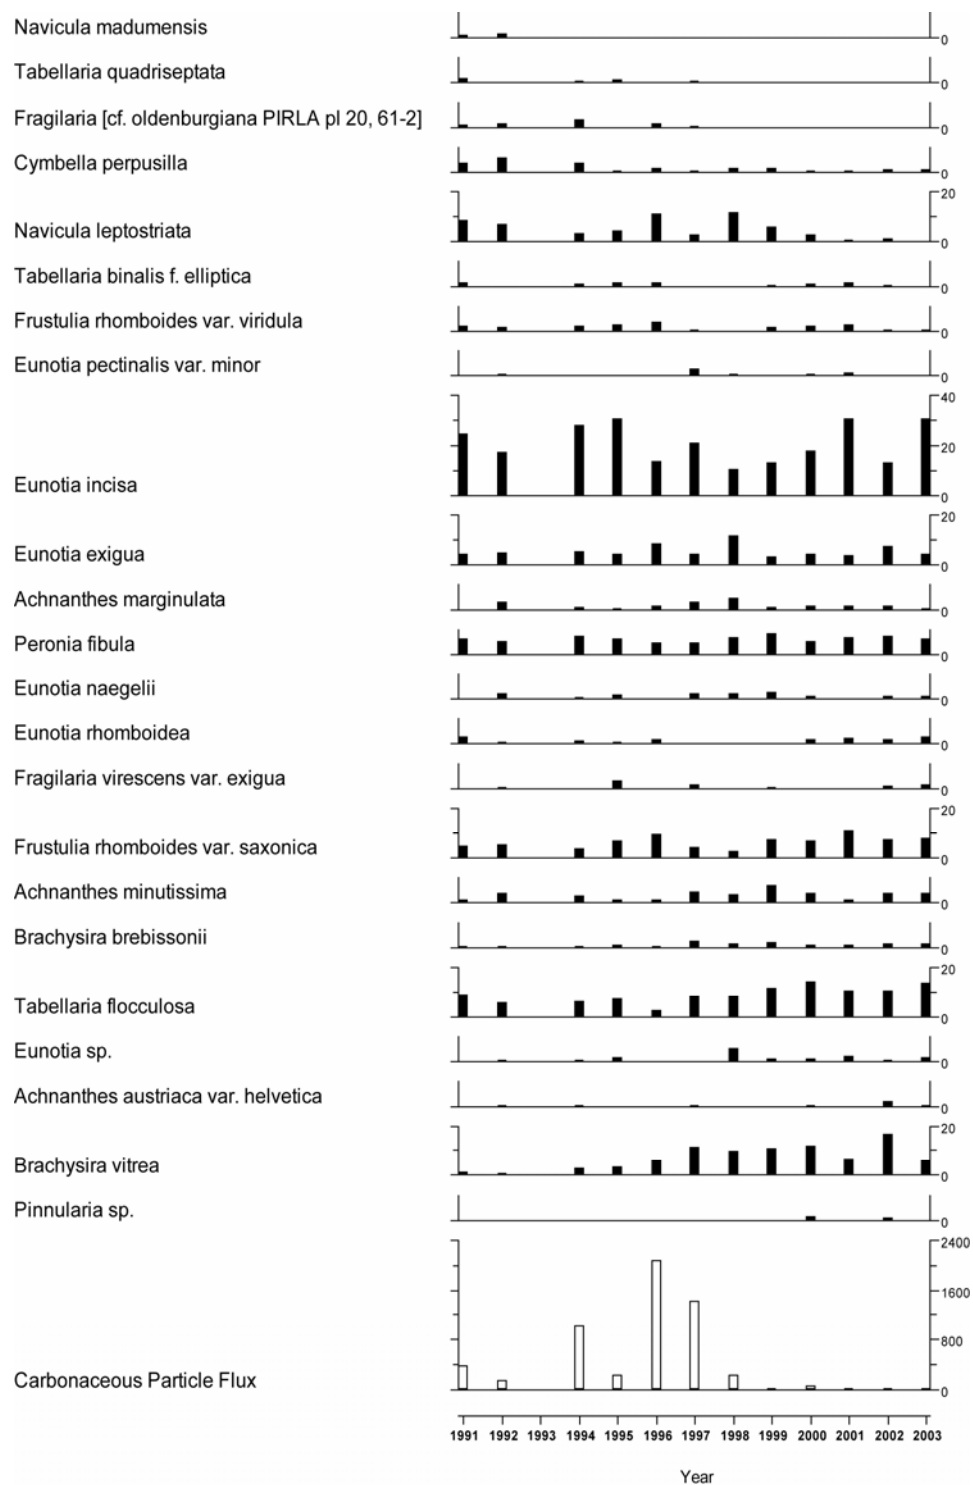 Navicula madumensis
0
Tabellaria quadriseptata
0
Fragilaria [cf. oldenburgiana PIRLA pl 20, 61-2]
0
Cymbella perpusilla
0
20
Navicula leptostriata
0
Tabellaria binalis f. elliptica
0
Frustulia rhomboides var. viridula
0
Eunotia pectinalis var. minor
0
40
20
Eunotia incisa
0
20
Eunotia exigua
0
Achnanthes marginulata
0
Peronia fibula
0
Eunotia naegelii
0
Eunotia rhomboidea
0
Fragilaria virescens var. exigua
0
20
Frustulia rhomboides var. saxonica
0
Achnanthes minutissima
0
Brachysira brebissonii
0
20
Tabellaria flocculosa
0
Eunotia sp.
0
Achnanthes austriaca var. helvetica
0
20
Brachysira vitrea
0
Pinnularia sp.
0
2400
1600
800
Carbonaceous Particle Flux
0
1991 1992 1993 1994 1995 1996 1997 1998 1999 2000 2001 2002 2003
Year